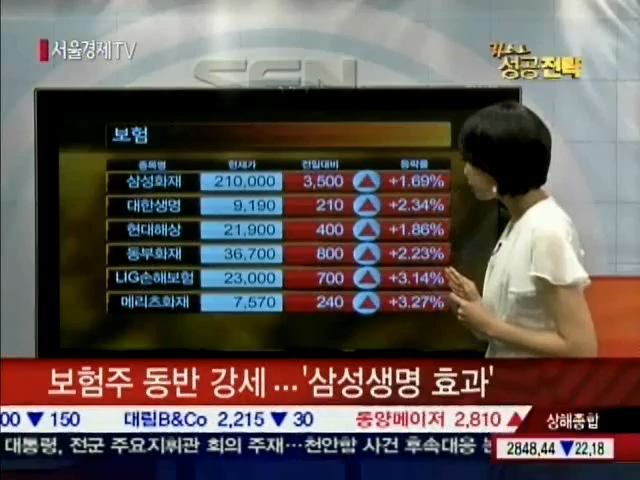 서울경제TV
SEN
성공전략
보험
종목명 현재가 전일대비 등락률
삼성화재 210,000 3,500 ▲ +1.69%
대한생명 9,190 210 ▲ +2.34%
현대해상 21,900 400 ▲ +1.86%
동부화재 36,700 800 ▲ +2.23%
LIG손해보험 23,000 700 ▲ +3.14%
메리츠화재 7,570 240 ▲ +3.27%
보험주 동반 강세...'삼성생명 효과'
00 ▼ 150 대림B&Co 2,215 ▼ 30 동양메이저 2,810 ▲ 상해종합
대통령, 전군 주요지휘관 회의 주재…천안함 사건 후속대응 논 2848,44 ▼ 22,18